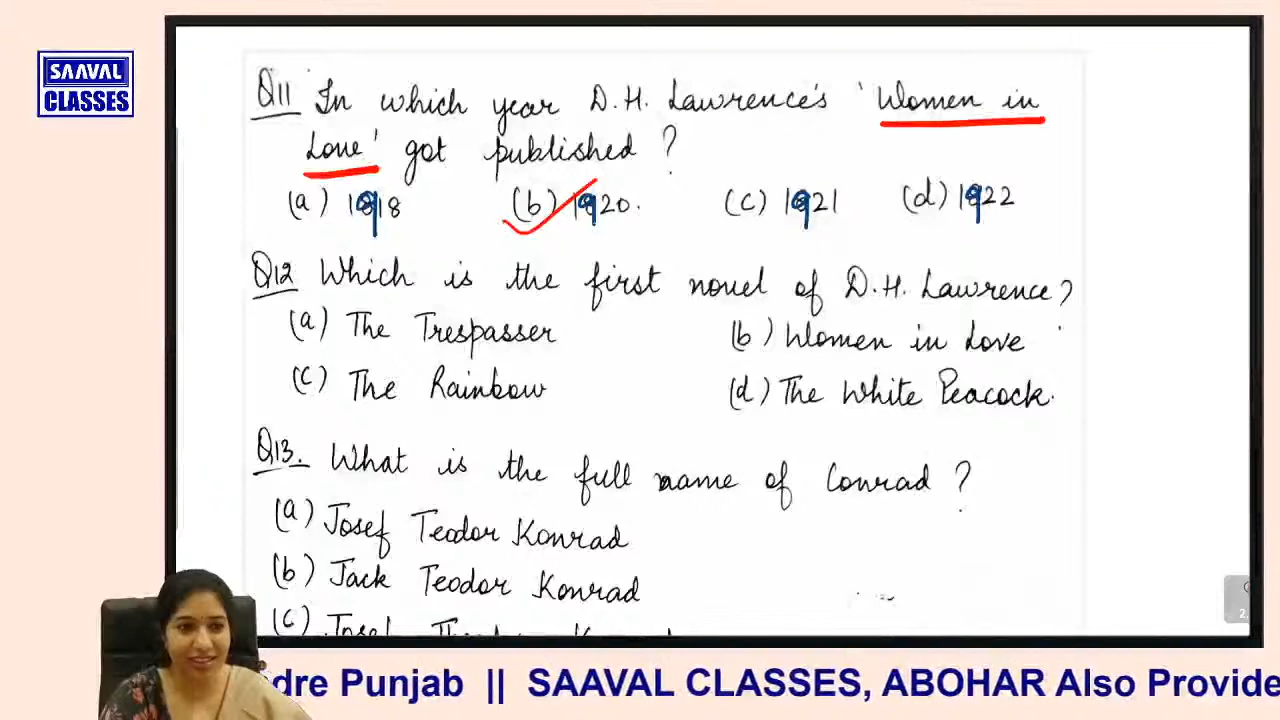 SAAVAL
CLASSES
Q11 In which year D.H. Lawrence's 'Women in
Love' got published?
(a) 1918 (b) 1920. (c) 1921 (d) 1922
Q12 Which is the first novel of D.H. Lawrence?
(a) The Trespasser (b) Women in Love
(c) The Rainbow (d) The White Peacock.
Q13. What is the full name of Conrad?
(a) Josef Teodor Konrad
(b) Jack Teodor Konrad
(c) Josef
dre Punjab || SAAVAL CLASSES, ABOHAR Also Provide